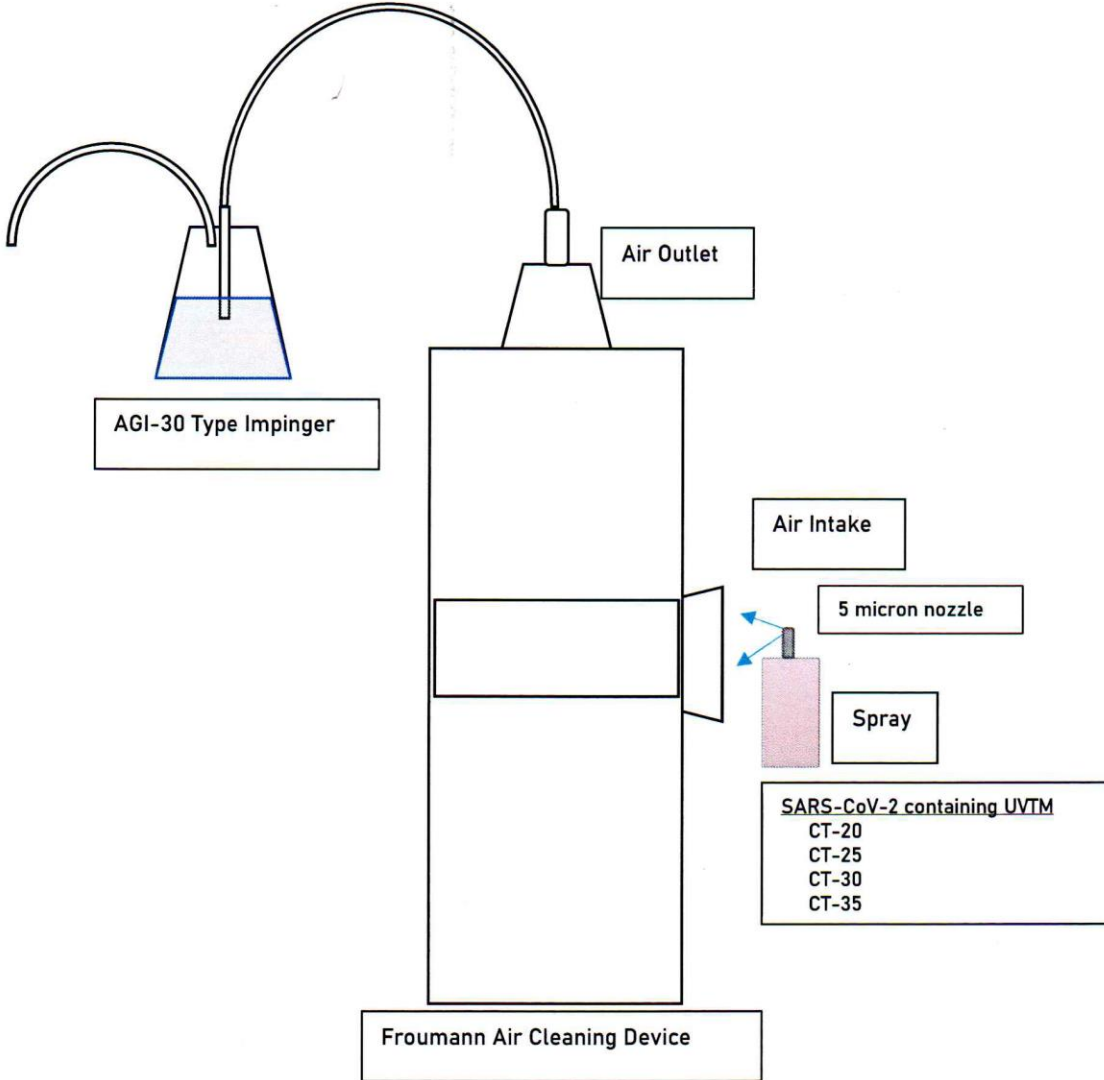 Air Outlet
AGI-30 Type Impinger
Air Intake
5 micron nozzle
Spray
SARS-CoV-2 containing UVTM
CT-20
CT-25
CT-30
CT-35
Froumann Air Cleaning Device